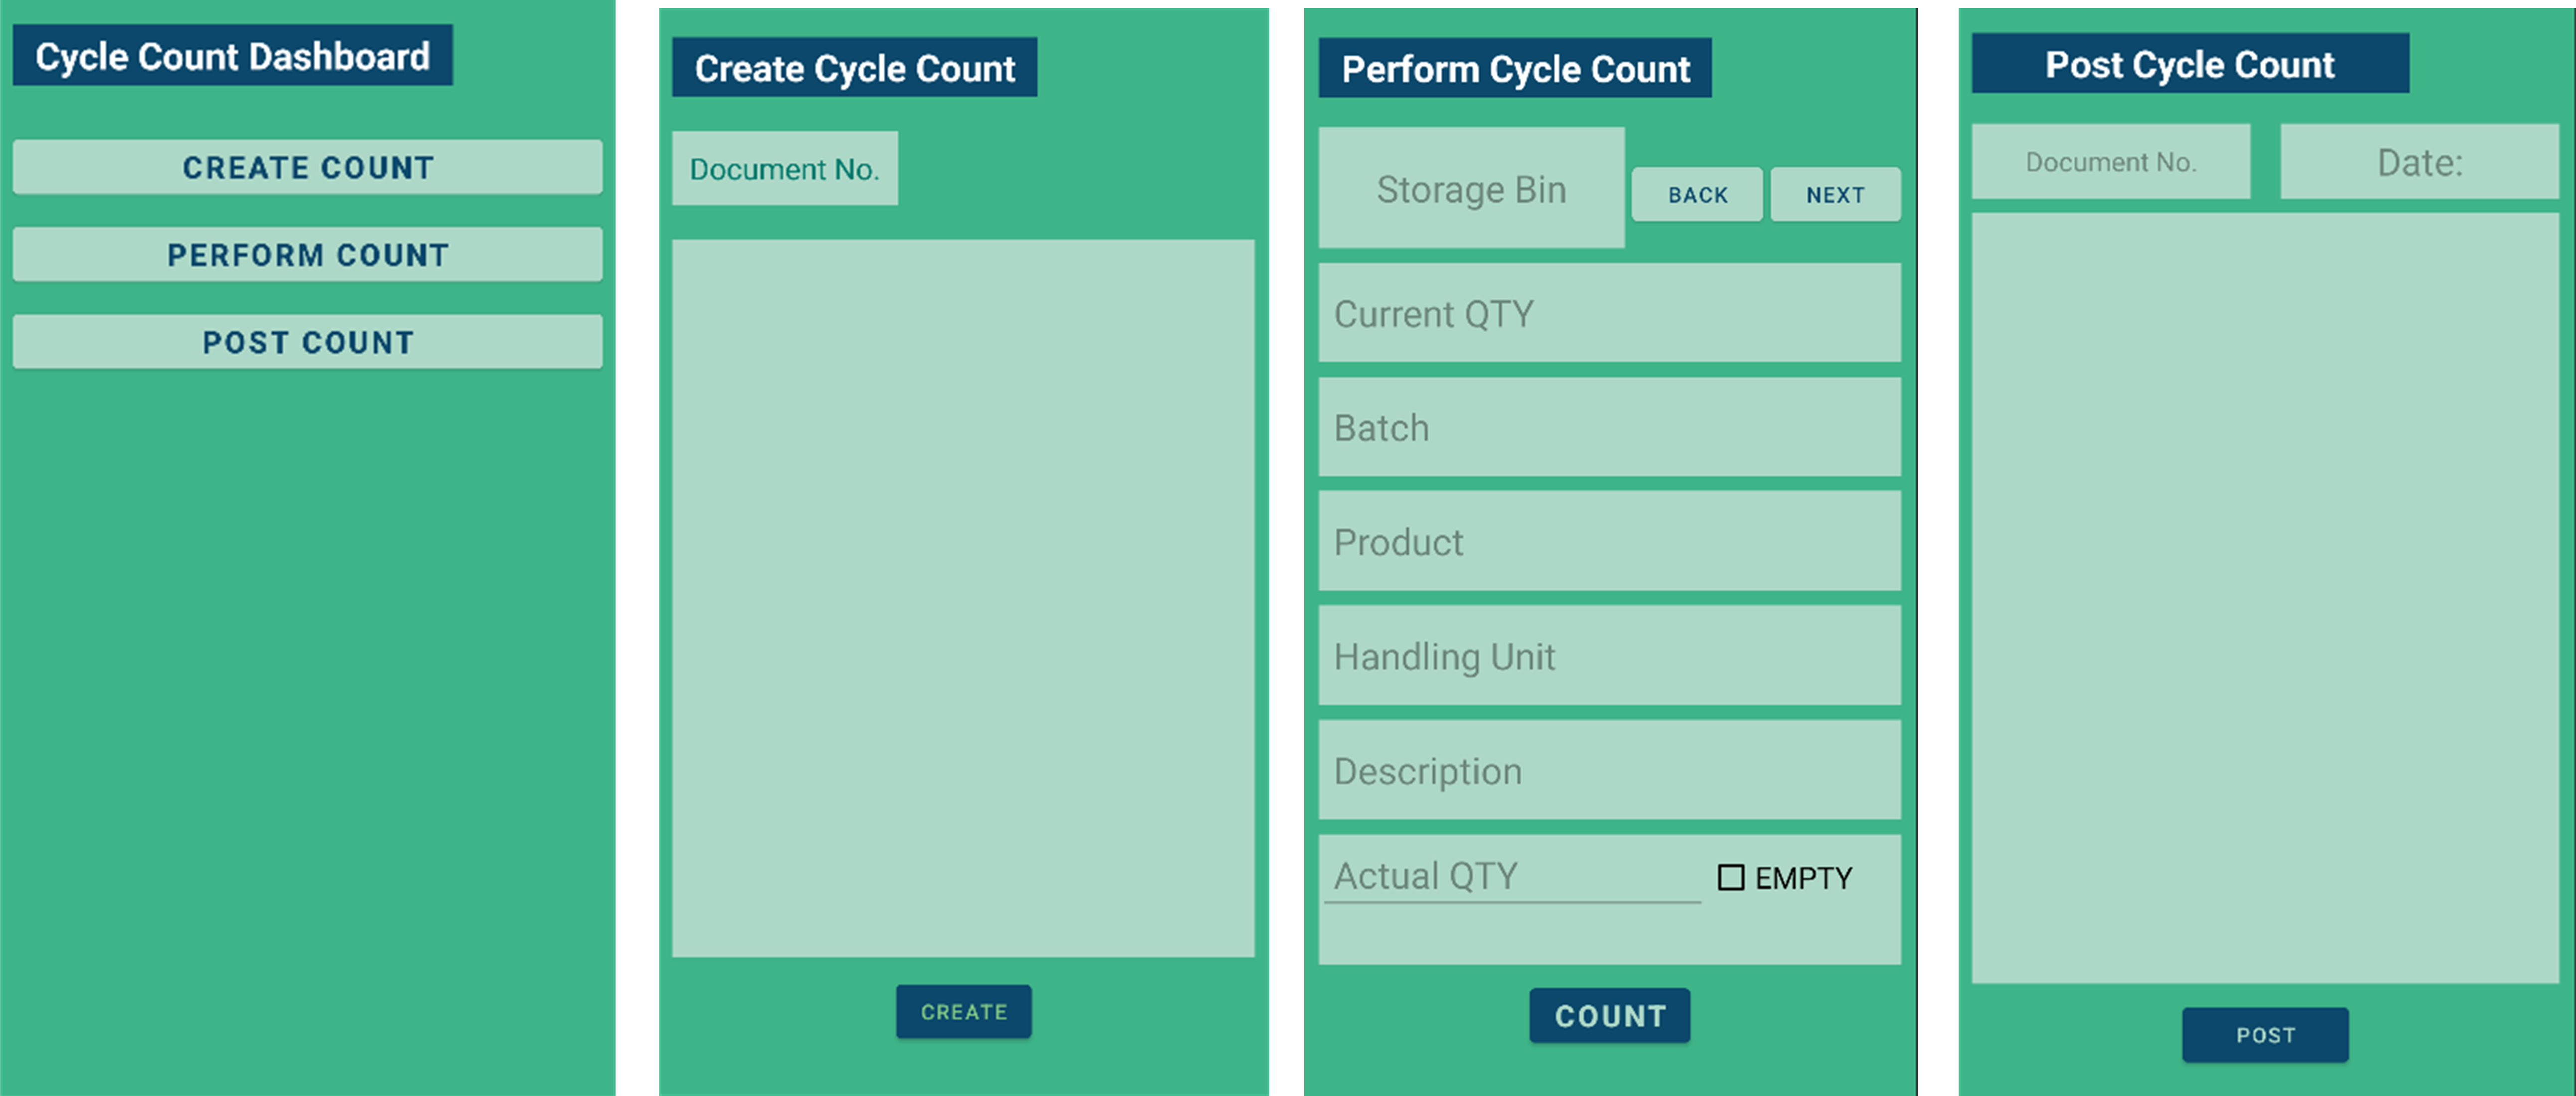 Cycle Count Dashboard
CREATE COUNT
PERFORM COUNT
POST COUNT
Create Cycle Count
Document No.
CREATE
Perform Cycle Count
Storage Bin
BACK
NEXT
Current QTY
Batch
Product
Handling Unit
Description
Actual QTY
EMPTY
COUNT
Post Cycle Count
Document No.
Date:
POST